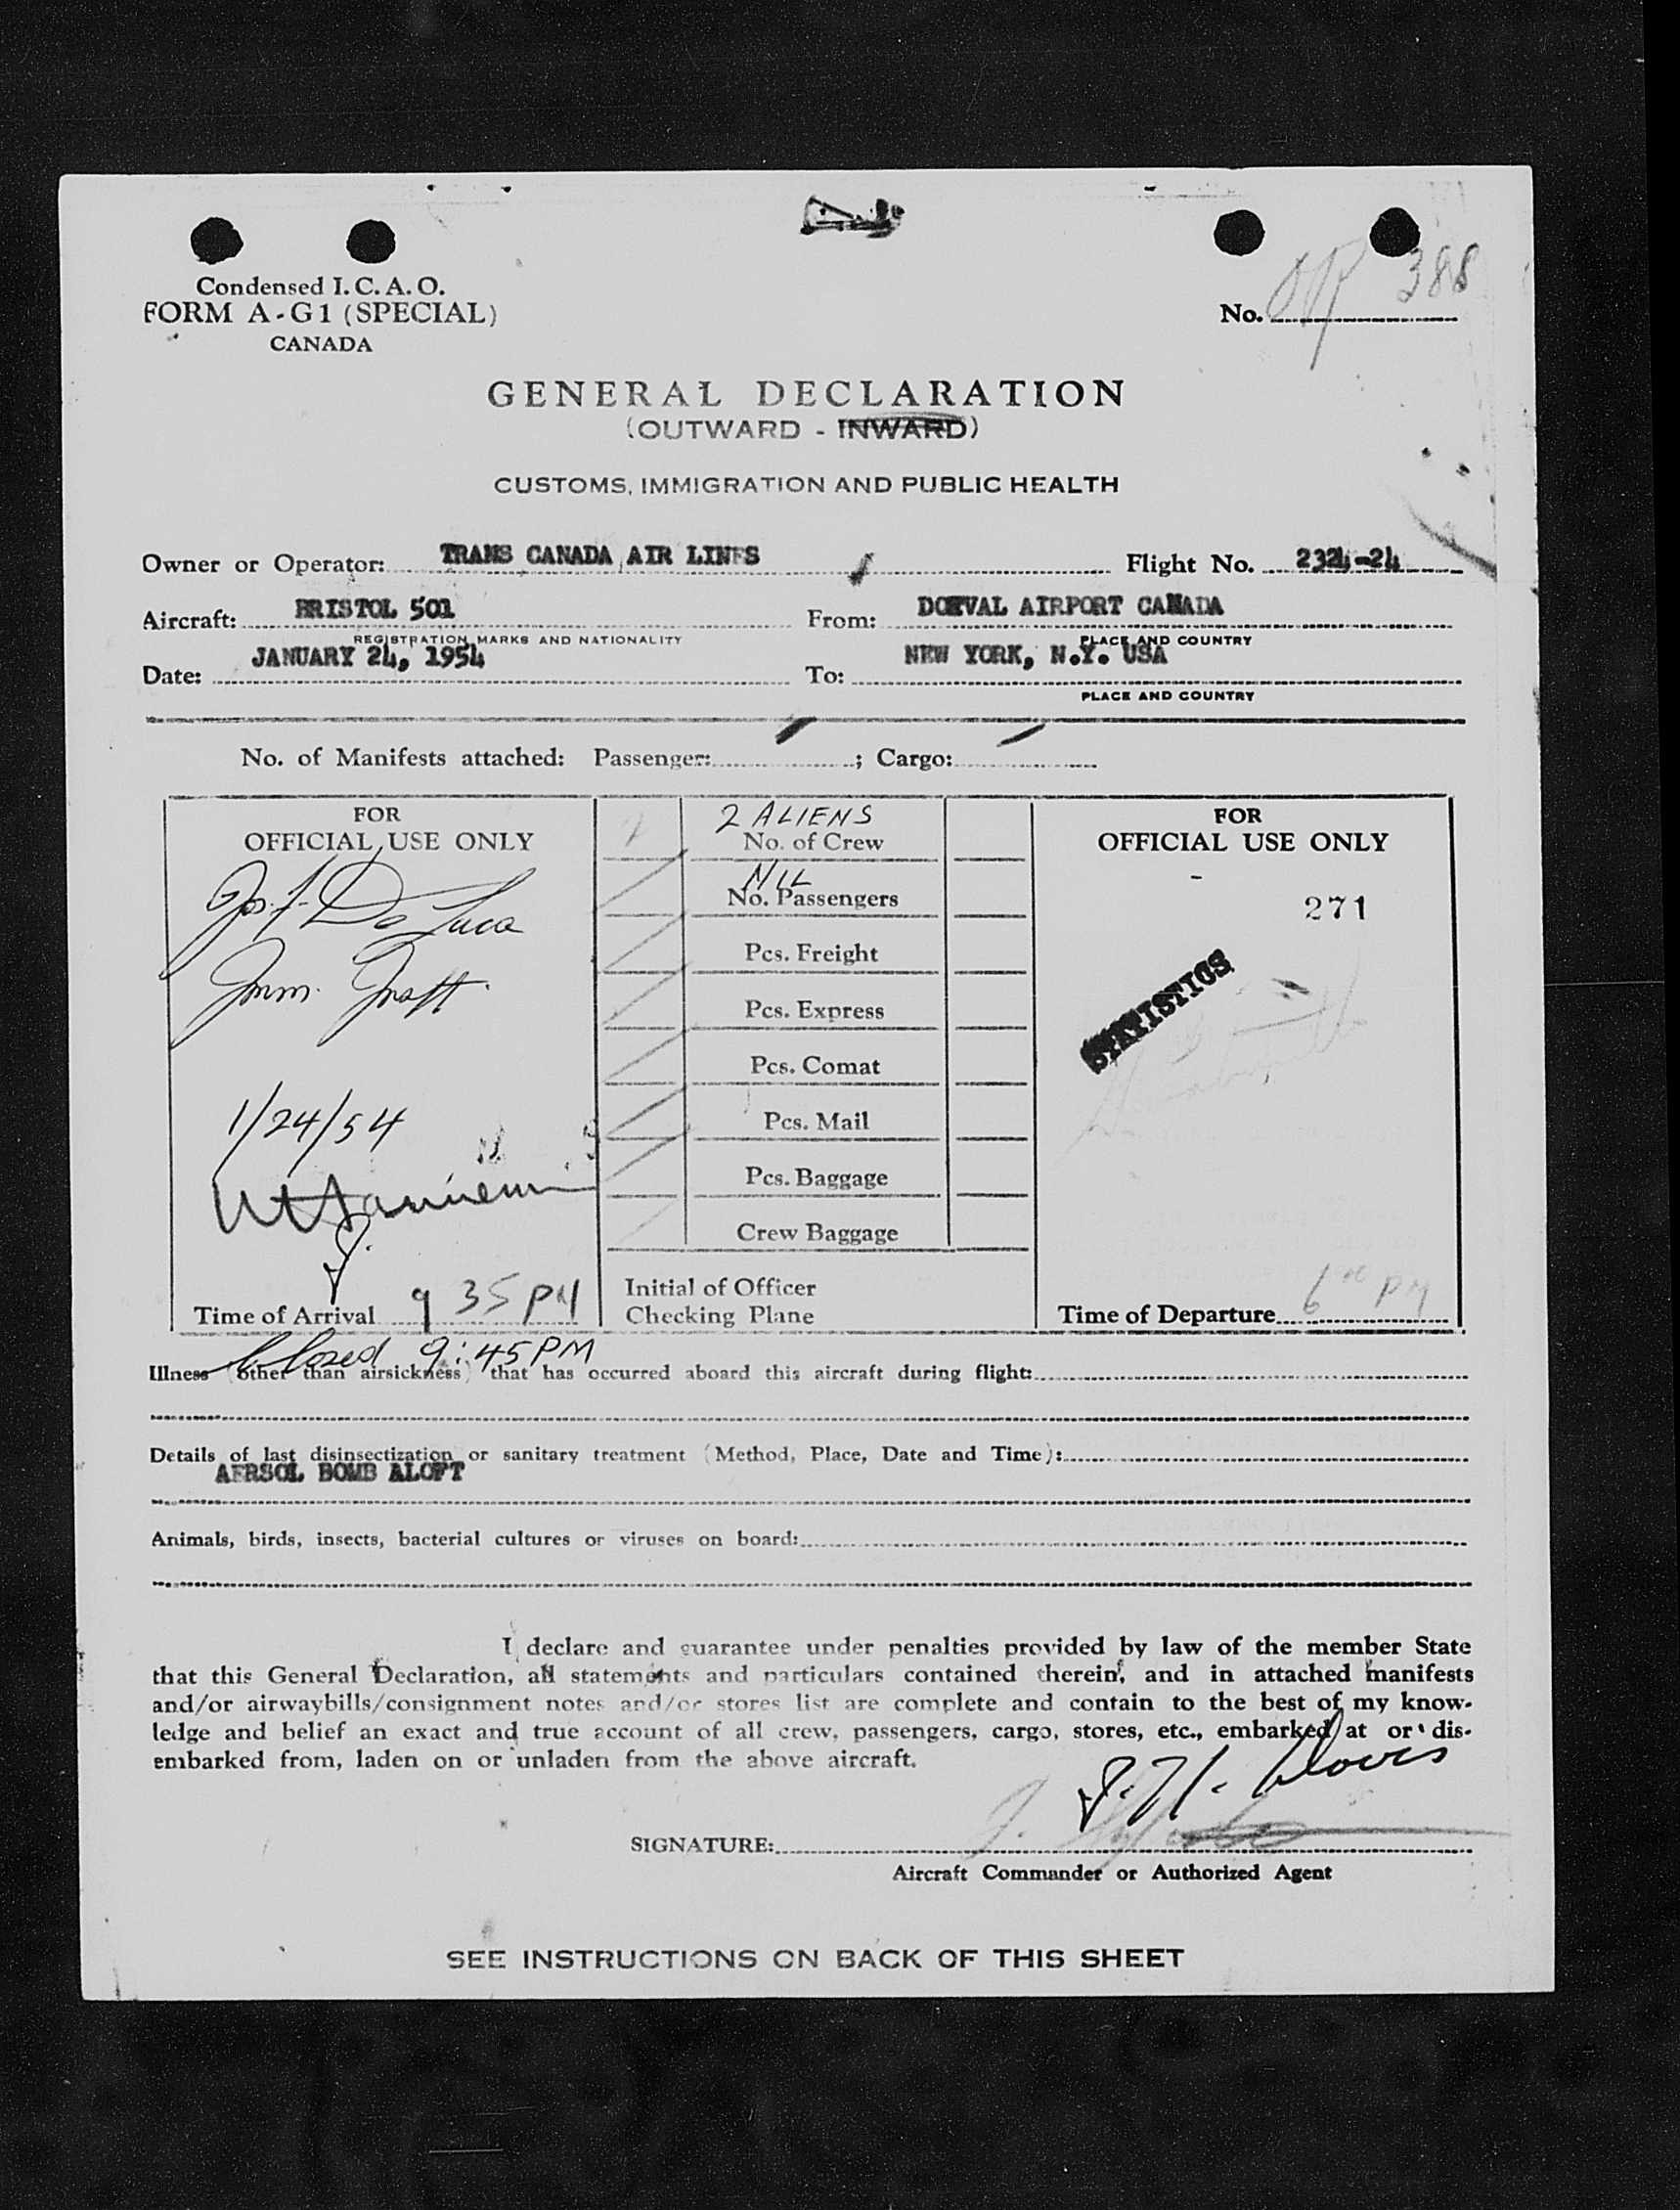 Condensed I.C.A.O.
FORM A-G1 (SPECIAL)
CANADA
No. 388
GENERAL DECLARATION
(OUTWARD - INWARD)
CUSTOMS, IMMIGRATION AND PUBLIC HEALTH
Owner or Operator: TRANS CANADA AIR LINES Flight No. 2324-24
Aircraft: BRISTOL 501 From: DORVAL AIRPORT CANADA
REGISTRATION MARKS AND NATIONALITY PLACE AND COUNTRY
Date: JANUARY 24, 1954 To: NEW YORK, N.Y. USA
PLACE AND COUNTRY
No. of Manifests attached: Passenger: ; Cargo:
FOR
OFFICIAL USE ONLY
Jos. F. De Luca
Imm.
1/24/54
Time of Arrival 9 35 PM
2 2 ALIENS
No. of Crew
NIL
No. Passengers
Pcs. Freight
Pcs. Express
Pcs. Comat
Pcs. Mail
Pcs. Baggage
Crew Baggage
Initial of Officer
Checking Plane
FOR
OFFICIAL USE ONLY
271
STATISTICS
Time of Departure 6 00 PM
Closed 9:45 PM
Illness (other than airsickness) that has occurred aboard this aircraft during flight:
Details of last disinsectization or sanitary treatment (Method, Place, Date and Time):
AERSOL BOMB ALOFT
Animals, birds, insects, bacterial cultures or viruses on board:
I declare and guarantee under penalties provided by law of the member State
that this General Declaration, all statements and particulars contained therein, and in attached manifests
and/or airwaybills/consignment notes and/or stores list are complete and contain to the best of my know-
ledge and belief an exact and true account of all crew, passengers, cargo, stores, etc., embarked at or dis-
embarked from, laden on or unladen from the above aircraft.
SIGNATURE:
Aircraft Commander or Authorized Agent
SEE INSTRUCTIONS ON BACK OF THIS SHEET